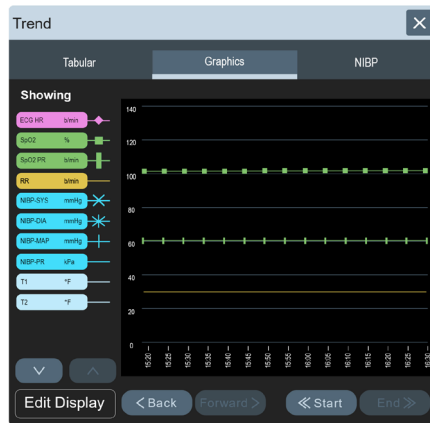 Trend
Tabular
Graphics
NIBP
Showing
ECG HR b/min
SpO2 %
SpO2 PR b/min
RR b/min
NIBP-SYS mmHg
NIBP-DIA mmHg
NIBP-MAP mmHg
NIBP-PR kPa
T1 °F
T2 °F
140
120
100
80
60
40
20
0
15:20
15:25
15:30
15:35
15:40
15:45
15:50
15:55
16:00
16:05
16:10
16:15
16:20
16:25
16:30
Edit Display
Back
Forward
Start
End